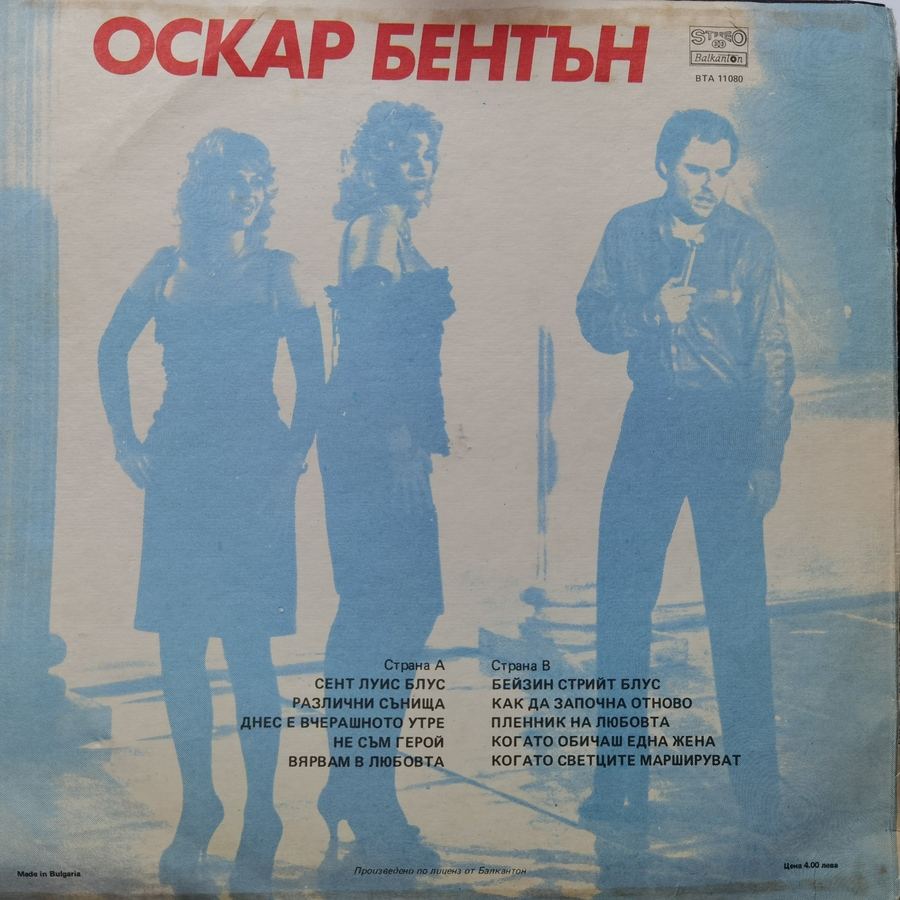 ОСКАР БЕНТЪН
STEREO
33
Balkanton
ВТА 11080
Страна А
СЕНТ ЛУИС БЛУС
РАЗЛИЧНИ СЪНИЩА
ДНЕС Е ВЧЕРАШНОТО УТРЕ
НЕ СЪМ ГЕРОЙ
ВЯРВАМ В ЛЮБОВТА
Страна В
БЕЙЗИН СТРИЙТ БЛУС
КАК ДА ЗАПОЧНА ОТНОВО
ПЛЕННИК НА ЛЮБОВТА
КОГАТО ОБИЧАШ ЕДНА ЖЕНА
КОГАТО СВЕТЦИТЕ МАРШИРУВАТ
Made in Bulgaria
Произведено по лиценз от Балкантон
Цена 4.00 лева